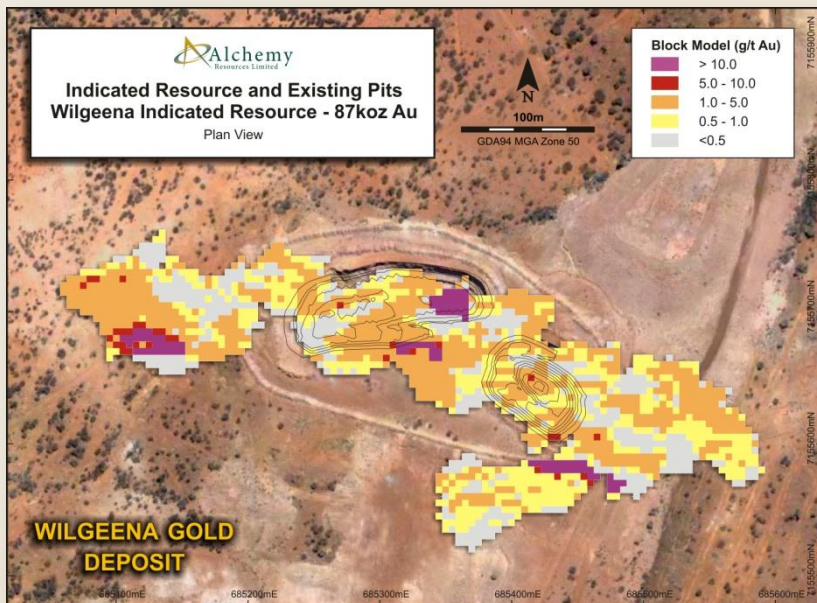 Alchemy
Resources Limited
Indicated Resource and Existing Pits
Wilgeena Indicated Resource - 87koz Au
Plan View
N
100m
GDA94 MGA Zone 50
Block Model (g/t Au)
> 10.0
5.0 - 10.0
1.0 - 5.0
0.5 - 1.0
<0.5
7155900mN
7155800mN
7155700mN
7155600mN
7155500mN
WILGEENA GOLD
DEPOSIT
685100mE
685200mE
685300mE
685400mE
685500mE
685600mE